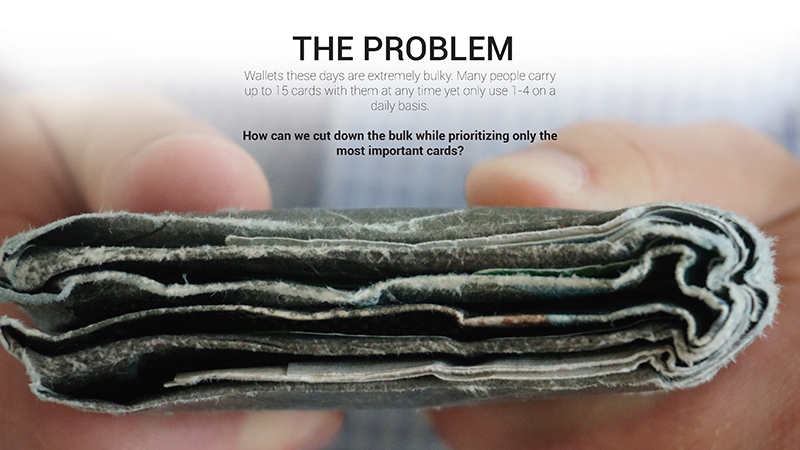 THE PROBLEM
Wallets these days are extremely bulky. Many people carry
up to 15 cards with them at any time yet only use 1-4 on a
daily basis.
How can we cut down the bulk while prioritizing only the
most important cards?